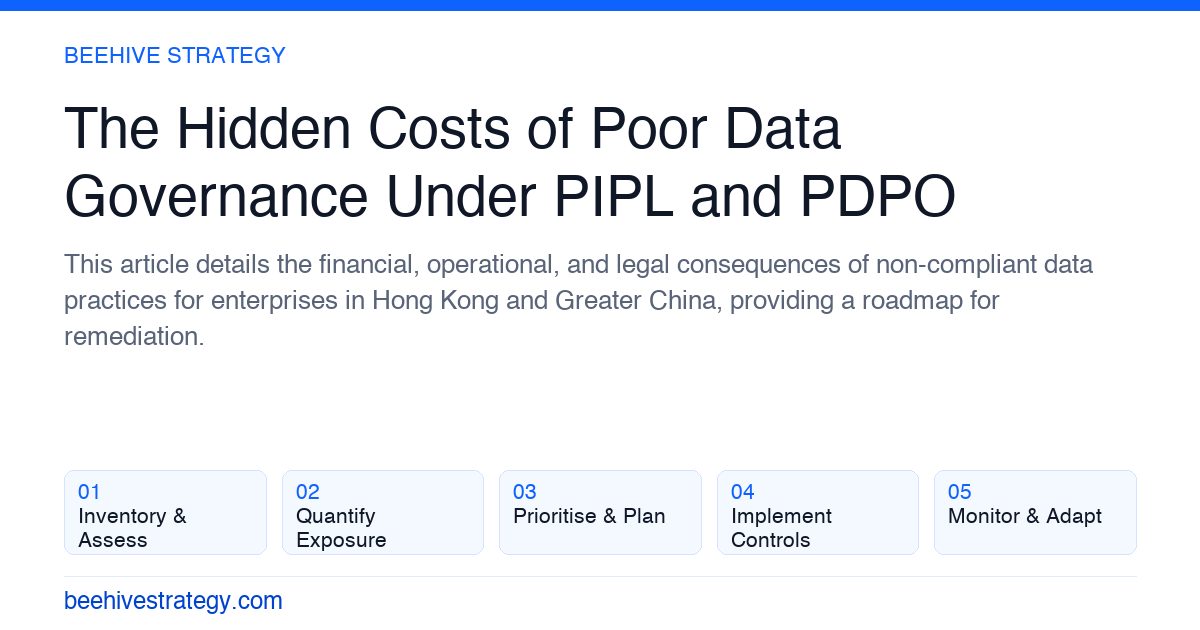 BEEHIVE STRATEGY
The Hidden Costs of Poor Data
Governance Under PIPL and PDPO
This article details the financial, operational, and legal consequences of non-compliant data
practices for enterprises in Hong Kong and Greater China, providing a roadmap for
remediation.
01
Inventory &
Assess
02
Quantify
Exposure
03
Prioritise & Plan
04
Implement
Controls
05
Monitor & Adapt
beehivestrategy.com